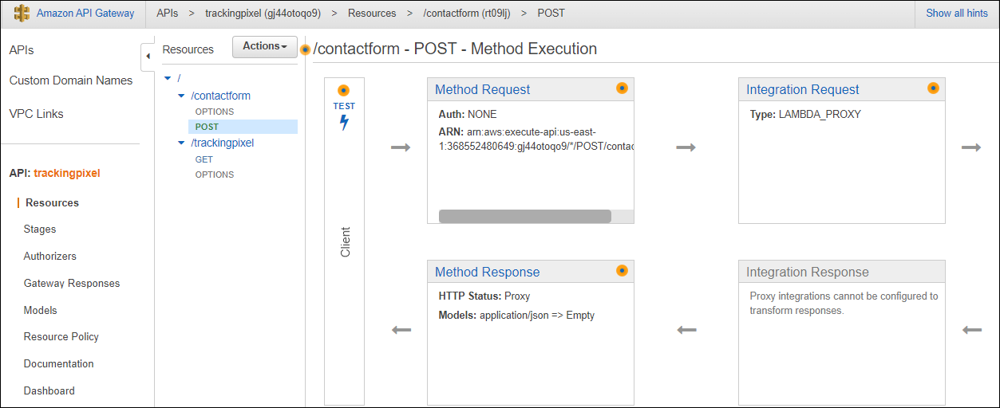 Amazon API Gateway
APIs > trackingpixel (gj44otoqo9) > Resources > /contactform (rt09lj) > POST
Show all hints
APIs
Custom Domain Names
VPC Links
API: trackingpixel
Resources
Stages
Authorizers
Gateway Responses
Models
Resource Policy
Documentation
Dashboard
Resources
Actions
/
/contactform
OPTIONS
POST
/trackingpixel
GET
OPTIONS
/contactform - POST - Method Execution
TEST
Client
Method Request
Auth: NONE
ARN: arn:aws:execute-api:us-east-
1:368552480649:gj44otoqo9/*/POST/contac
Integration Request
Type: LAMBDA_PROXY
Method Response
HTTP Status: Proxy
Models: application/json => Empty
Integration Response
Proxy integrations cannot be configured to
transform responses.